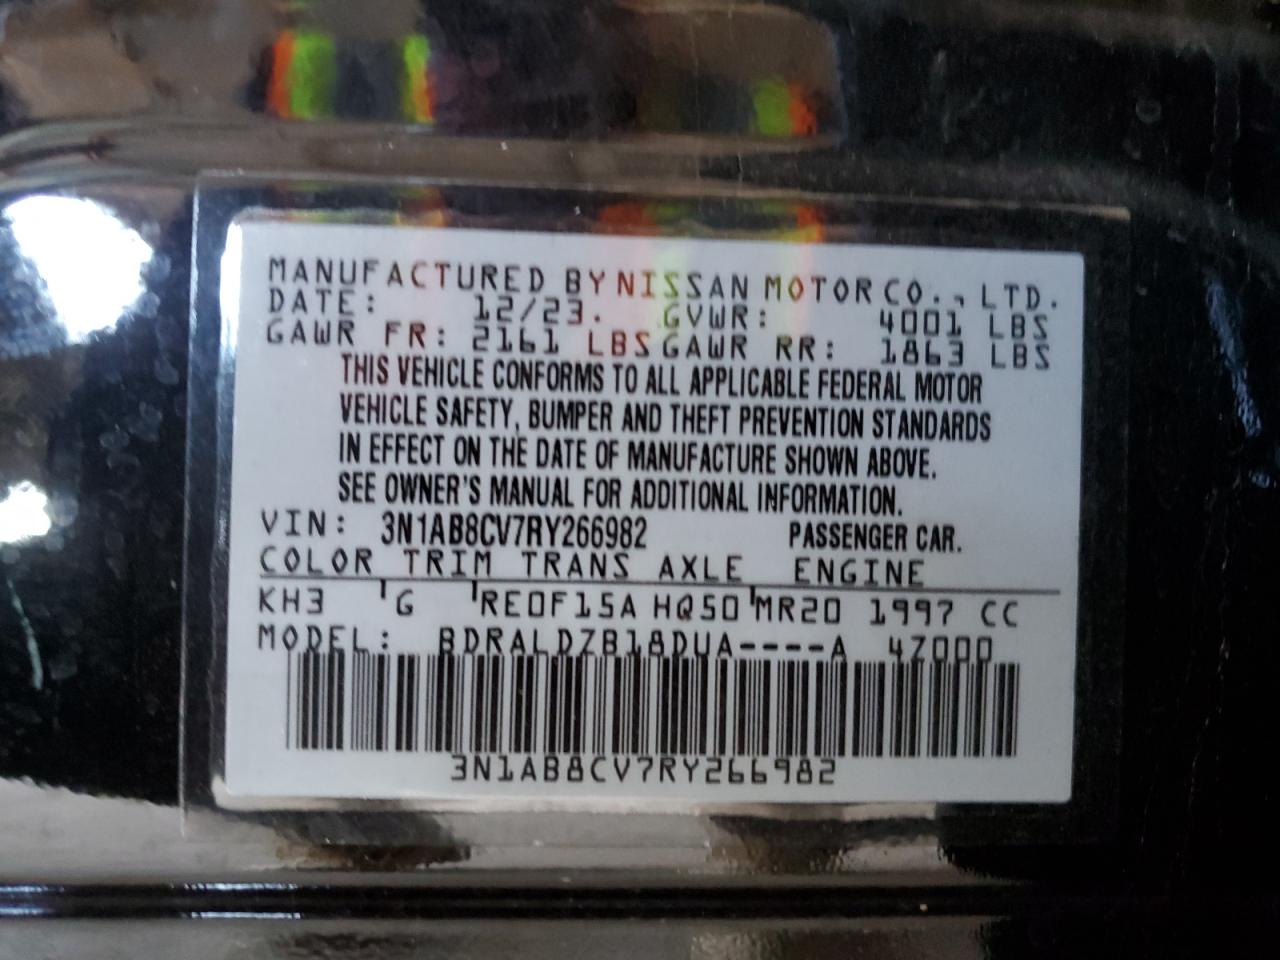 MANUFACTURED BY NISSAN MOTOR CO., LTD.
DATE: 12/23. GVWR: 4001 LBS
GAWR FR: 2161 LBS GAWR RR: 1863 LBS
THIS VEHICLE CONFORMS TO ALL APPLICABLE FEDERAL MOTOR
VEHICLE SAFETY, BUMPER AND THEFT PREVENTION STANDARDS
IN EFFECT ON THE DATE OF MANUFACTURE SHOWN ABOVE.
SEE OWNER'S MANUAL FOR ADDITIONAL INFORMATION.
VIN: 3N1AB8CV7RY266982 PASSENGER CAR.
COLOR TRIM TRANS AXLE ENGINE
KH3 G RE0F15A HQ50 MR20 1997 CC
MODEL: BDRALDZB18DUA----A 4Z000
3N1AB8CV7RY266982